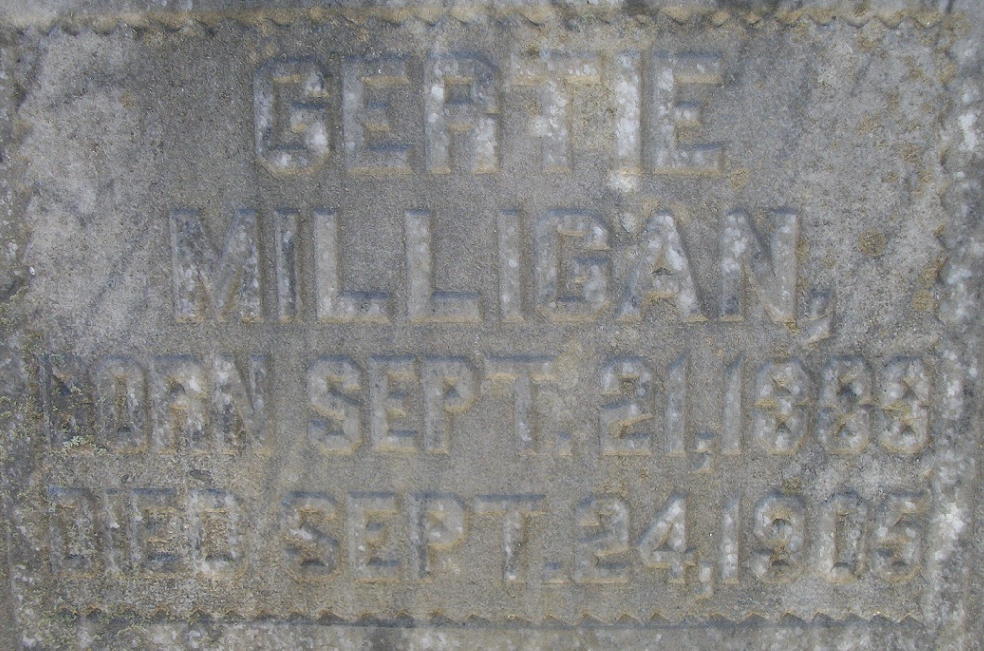 GERTIE
MILLIGAN,
BORN SEPT. 21, 1888
DIED SEPT. 24, 1905